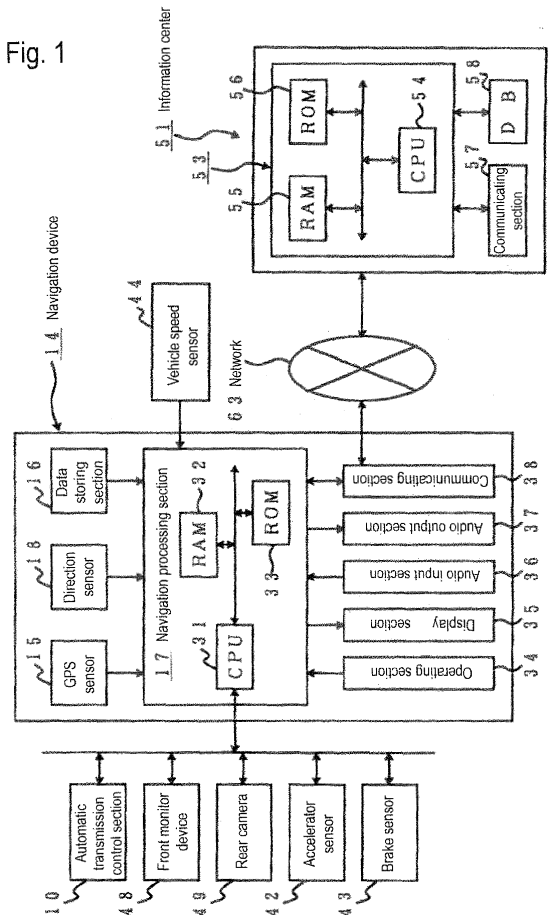 Fig. 1
14 Navigation device
15
GPS
sensor
18
Direction
sensor
16
Data
storing
section
44
Vehicle speed
sensor
17 Navigation processing section
31
CPU
RAM
32
33
ROM
Operating section
34
Display section
35
Audio input section
36
Audio output section
37
Communicating section
38
10
Automatic
transmission
control section
48
Front monitor
device
49
Rear camera
42
Accelerator
sensor
43
Brake sensor
63 Network
51 Information center
53
55
RAM
56
ROM
CPU
54
57
Communicating
section
58
DB